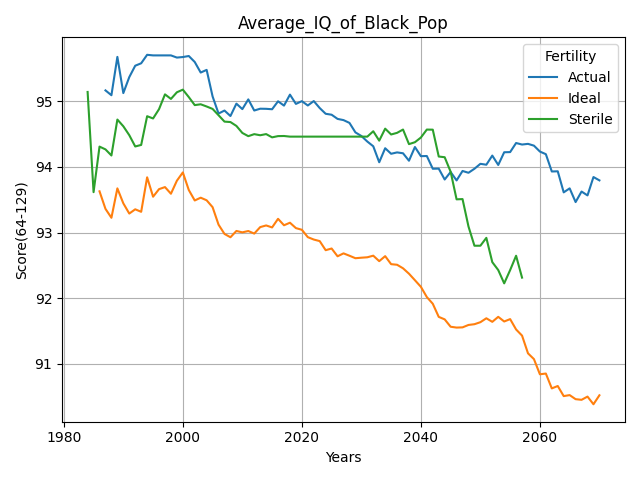 Average_IQ_of_Black_Pop
Score(64-129)
95
94
93
92
91
1980
2000
2020
2040
2060
Years
Fertility
Actual
Ideal
Sterile